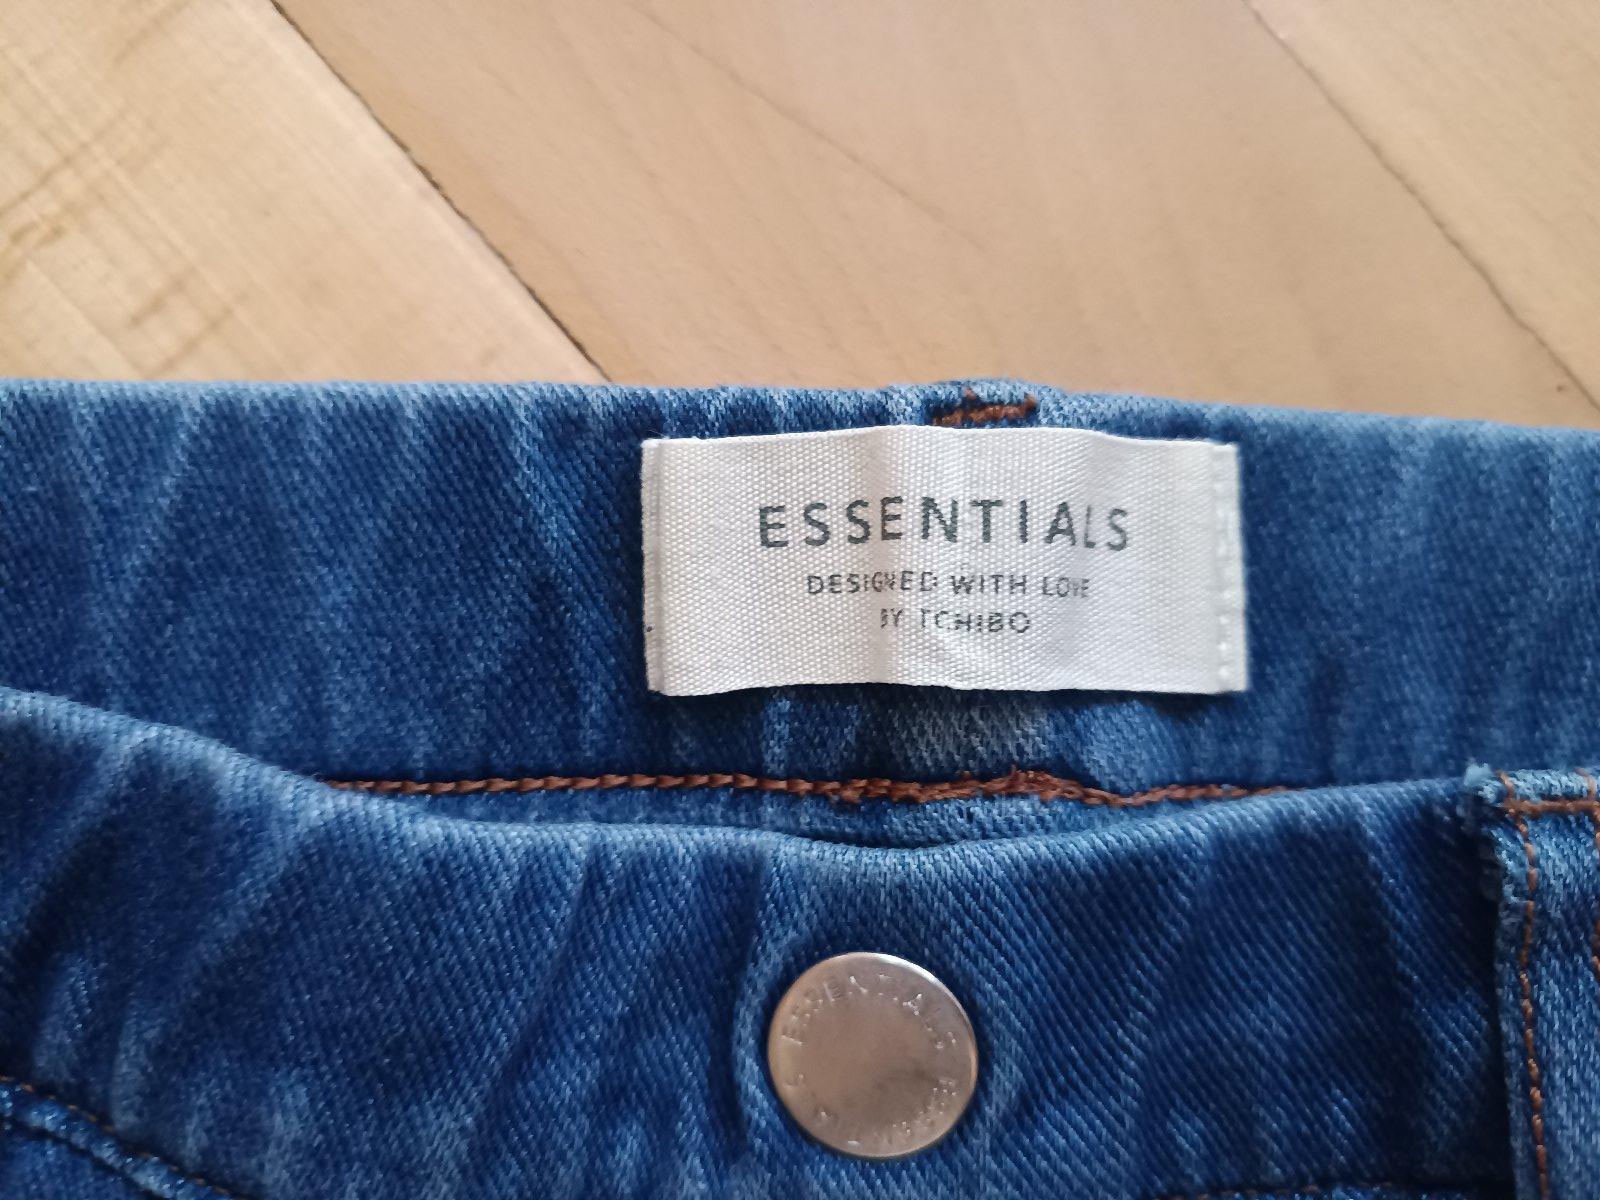 ESSENTIALS
DESIGNED WITH LOVE
BY TCHIBO
ESSENTIALS